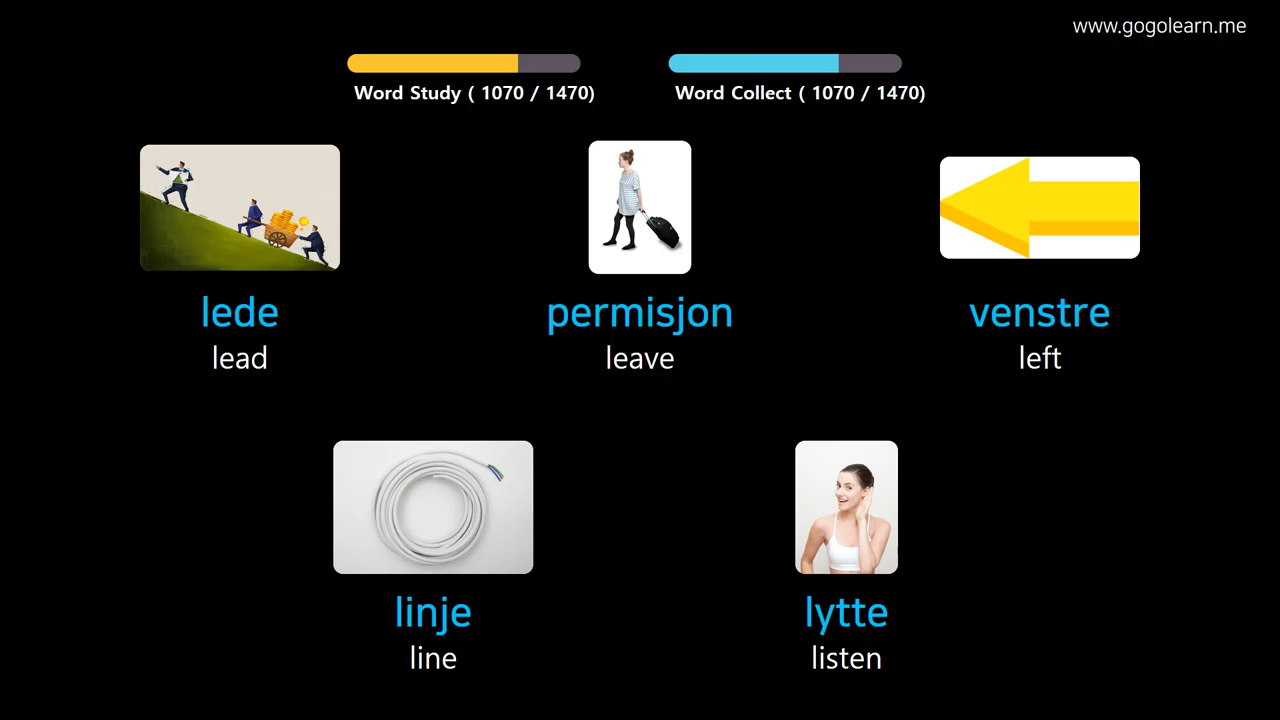 www.gogolearn.me
Word Study ( 1070 / 1470)
Word Collect ( 1070 / 1470)
lede
lead
permisjon
leave
venstre
left
linje
line
lytte
listen